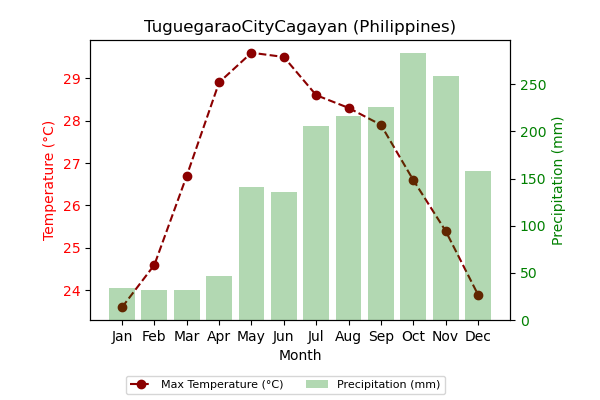 TuguegaraoCityCagayan (Philippines)
Temperature (°C)
29
28
27
26
25
24
Precipitation (mm)
250
200
150
100
50
0
Jan Feb Mar Apr May Jun Jul Aug Sep Oct Nov Dec
Month
Max Temperature (°C) Precipitation (mm)